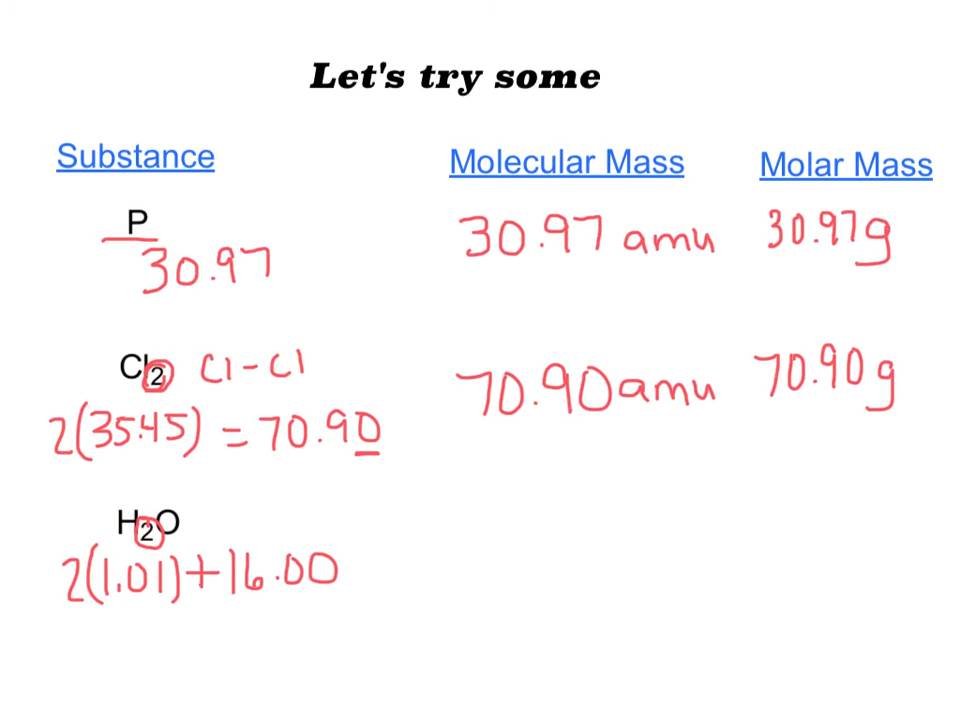 Let's try some
Substance Molecular Mass Molar Mass
P 30.97 amu 30.97g
30.97
Cl2 Cl-Cl 70.90 amu 70.90 g
2(35.45) = 70.90
H2O
2(1.01)+16.00